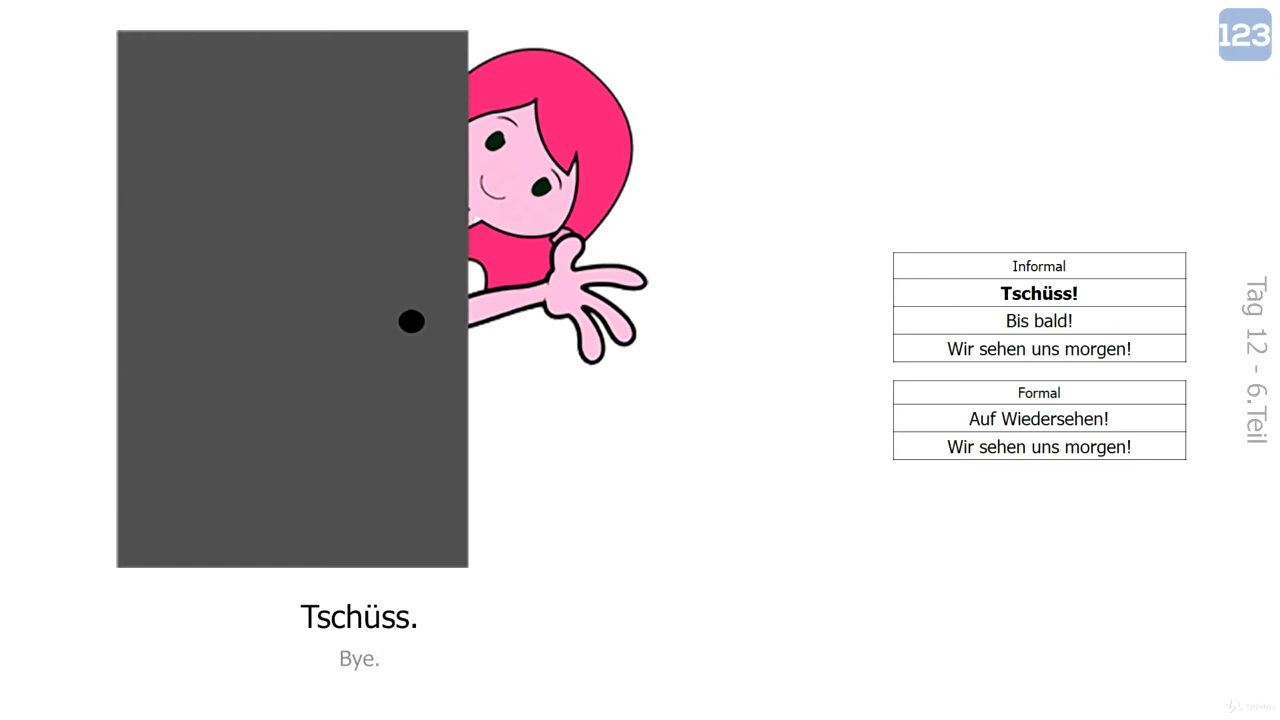 123
Informal
Tschüss!
Bis bald!
Wir sehen uns morgen!
Formal
Auf Wiedersehen!
Wir sehen uns morgen!
Tag 12 - 6.Teil
Tschüss.
Bye.